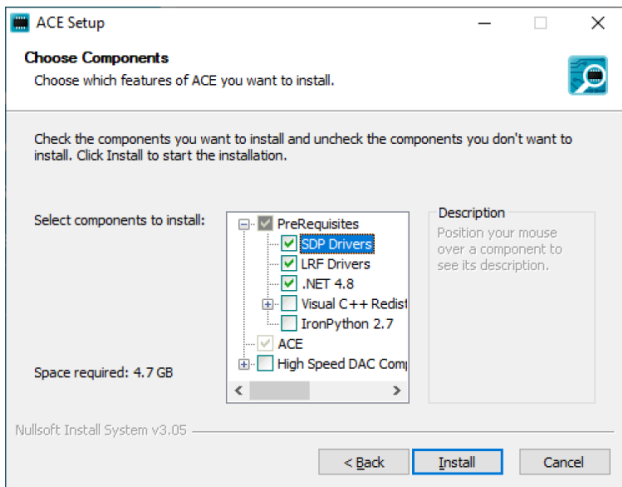 ACE Setup
Choose Components
Choose which features of ACE you want to install.
Check the components you want to install and uncheck the components you don't want to
install. Click Install to start the installation.
Select components to install:
PreRequisites
SDP Drivers
LRF Drivers
.NET 4.8
Visual C++ Redist
IronPython 2.7
ACE
High Speed DAC Com
Description
Position your mouse
over a component to
see its description.
Space required: 4.7 GB
Nullsoft Install System v3.05
< Back
Install
Cancel